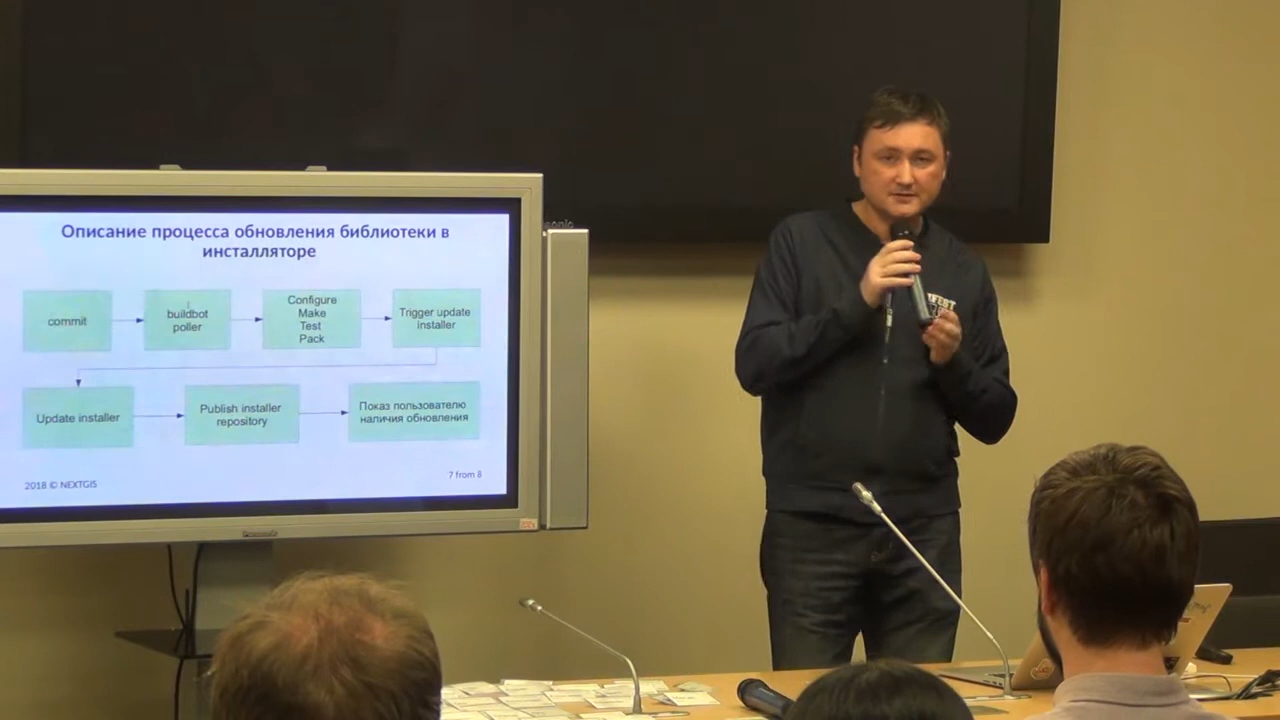 Описание процесса обновления библиотеки в
инсталляторе
commit
buildbot
poller
Configure
Make
Test
Pack
Trigger update
installer
Update installer
Publish installer
repository
Показ пользователю
наличия обновления
2018 © NEXTGIS
7 from 8
Panasonic